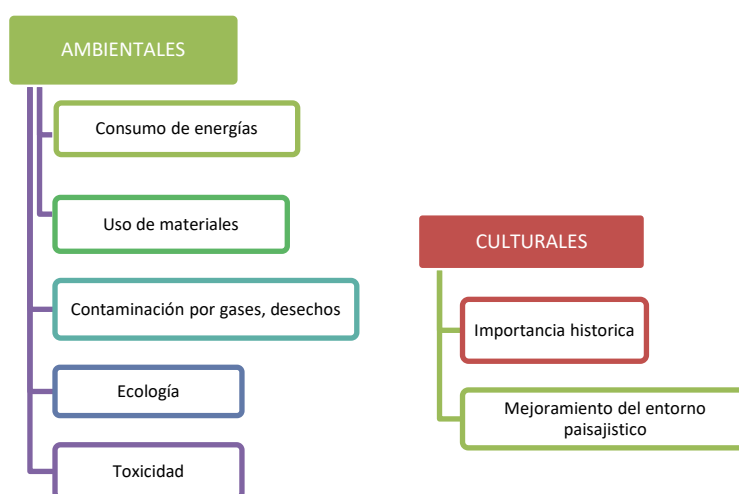 AMBIENTALES
Consumo de energías
Uso de materiales
Contaminación por gases, desechos
Ecología
Toxicidad
CULTURALES
Importancia historica
Mejoramiento del entorno
paisajistico